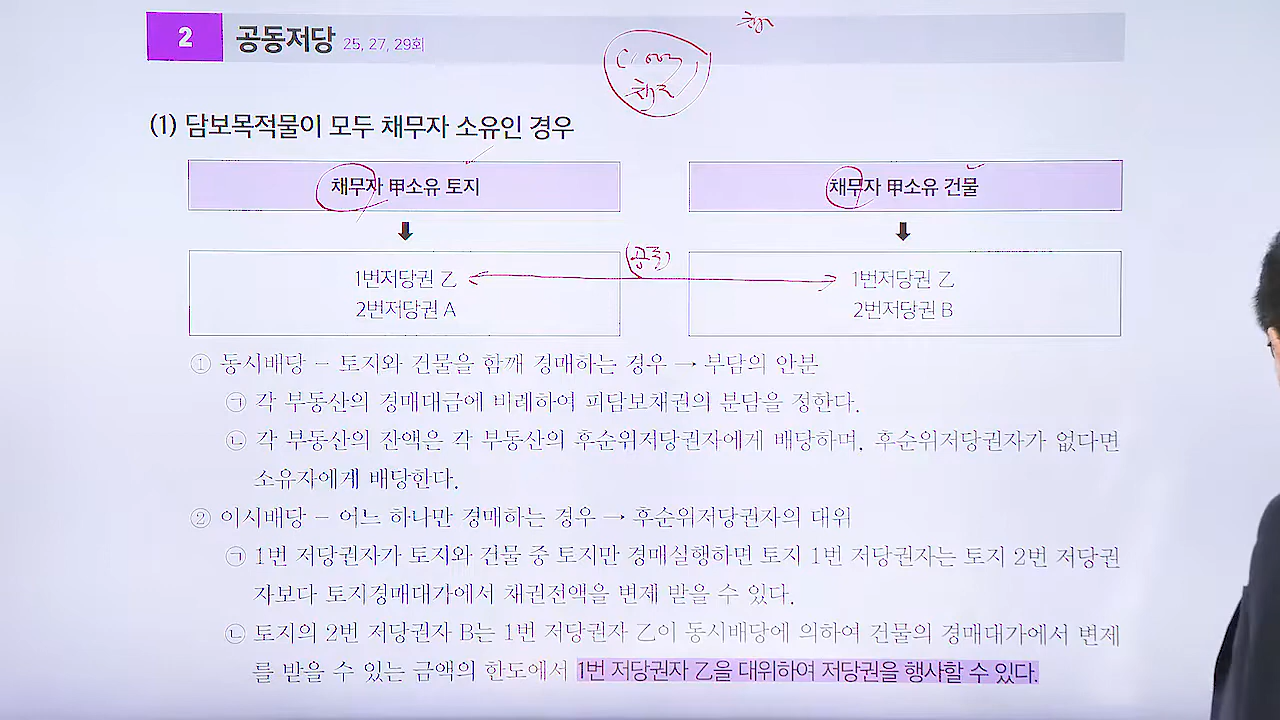 2 공동저당 25, 27, 29회
(1) 담보목적물이 모두 채무자 소유인 경우
채무자 甲소유 토지
채무자 甲소유 건물
공동
1번저당권 乙
2번저당권 A
1번저당권 乙
2번저당권 B
① 동시배당 - 토지와 건물을 함께 경매하는 경우 → 부담의 안분
㉠ 각 부동산의 경매대금에 비례하여 피담보채권의 분담을 정한다.
㉡ 각 부동산의 잔액은 각 부동산의 후순위저당권자에게 배당하며, 후순위저당권자가 없다면
소유자에게 배당한다.
② 이시배당 - 어느 하나만 경매하는 경우 → 후순위저당권자의 대위
㉠ 1번 저당권자가 토지와 건물 중 토지만 경매실행하면 토지 1번 저당권자는 토지 2번 저당권
자보다 토지경매대가에서 채권전액을 변제 받을 수 있다.
㉡ 토지의 2번 저당권자 B는 1번 저당권자 乙이 동시배당에 의하여 건물의 경매대가에서 변제
를 받을 수 있는 금액의 한도에서 1번 저당권자 乙을 대위하여 저당권을 행사할 수 있다.